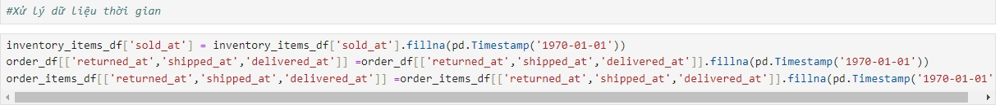 #Xử lý dữ liệu thời gian
inventory_items_df['sold_at'] = inventory_items_df['sold_at'].fillna(pd.Timestamp('1970-01-01'))
order_df[['returned_at','shipped_at','delivered_at']] =order_df[['returned_at','shipped_at','delivered_at']].fillna(pd.Timestamp('1970-01-01'))
order_items_df[['returned_at','shipped_at','delivered_at']] =order_items_df[['returned_at','shipped_at','delivered_at']].fillna(pd.Timestamp('1970-01-01'